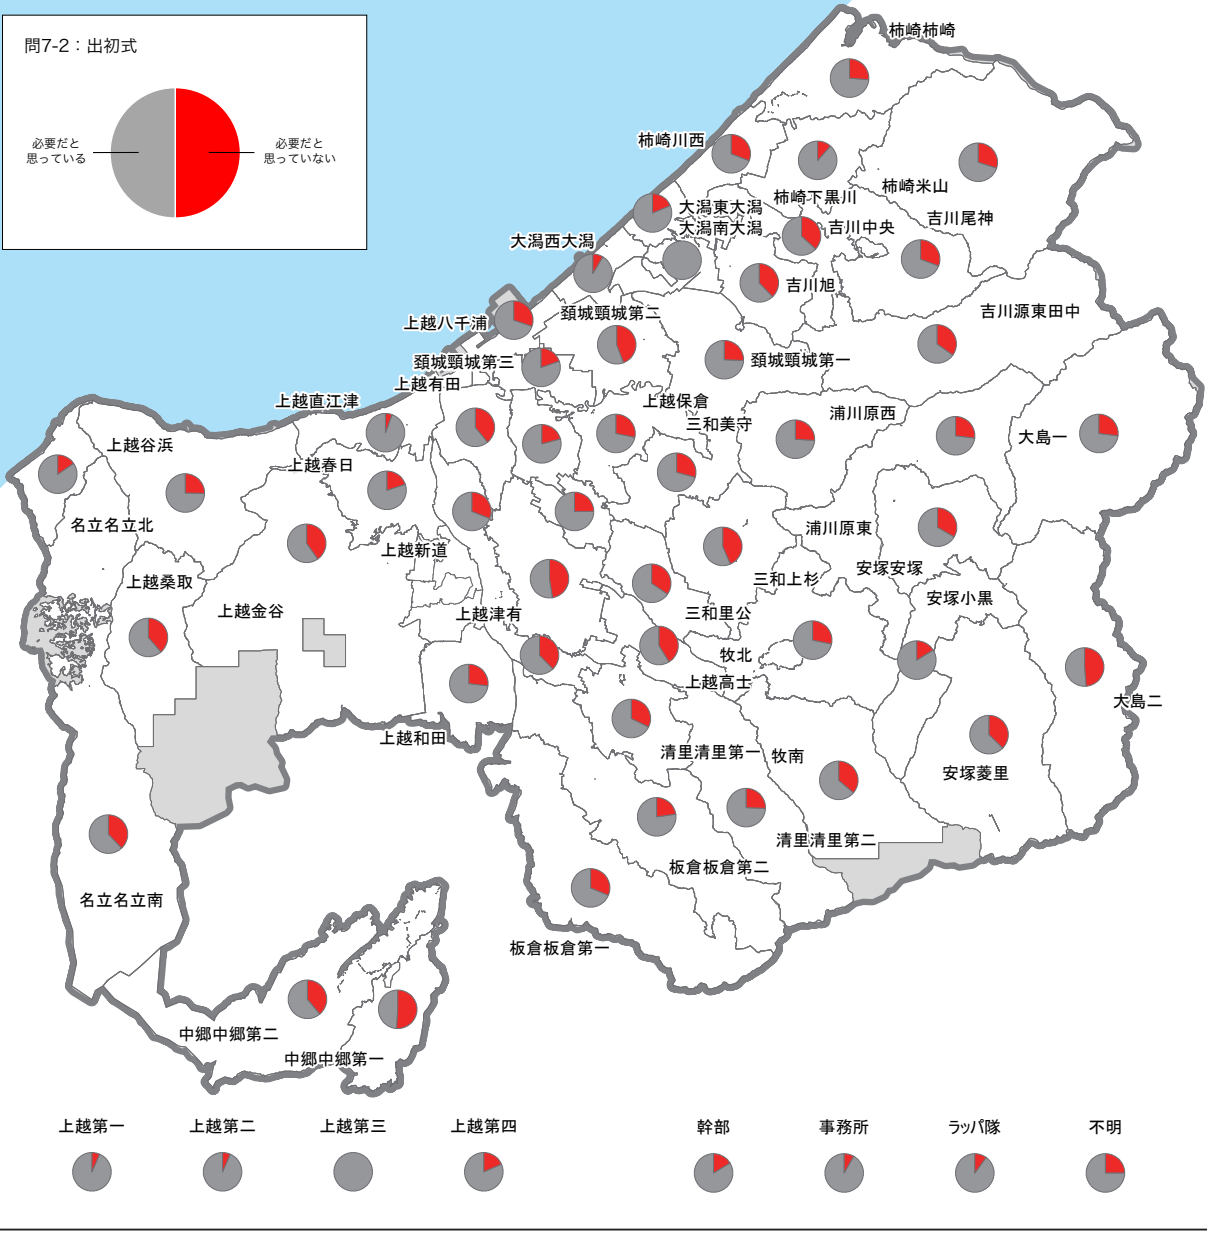 問7-2：出初式
必要だと
思っている
必要だと
思っていない
柿崎柿崎
柿崎川西
柿崎下黒川
柿崎米山
大潟東大潟
大潟南大潟
吉川中央
吉川尾神
大潟西大潟
吉川旭
吉川源東田中
上越八千浦
頚城頚城第二
頚城頚城第三
頚城頚城第一
上越有田
上越直江津
上越保倉
浦川原西
三和美守
大島一
上越谷浜
上越春日
名立名立北
浦川原東
上越新道
安塚安塚
上越桑取
三和上杉
安塚小黒
上越金谷
上越津有
三和里公
牧北
上越高士
大島二
上越和田
清里清里第一
牧南
安塚菱里
清里清里第二
板倉板倉第二
名立名立南
板倉板倉第一
中郷中郷第二
中郷中郷第一
上越第一
上越第二
上越第三
上越第四
幹部
事務所
ラッパ隊
不明